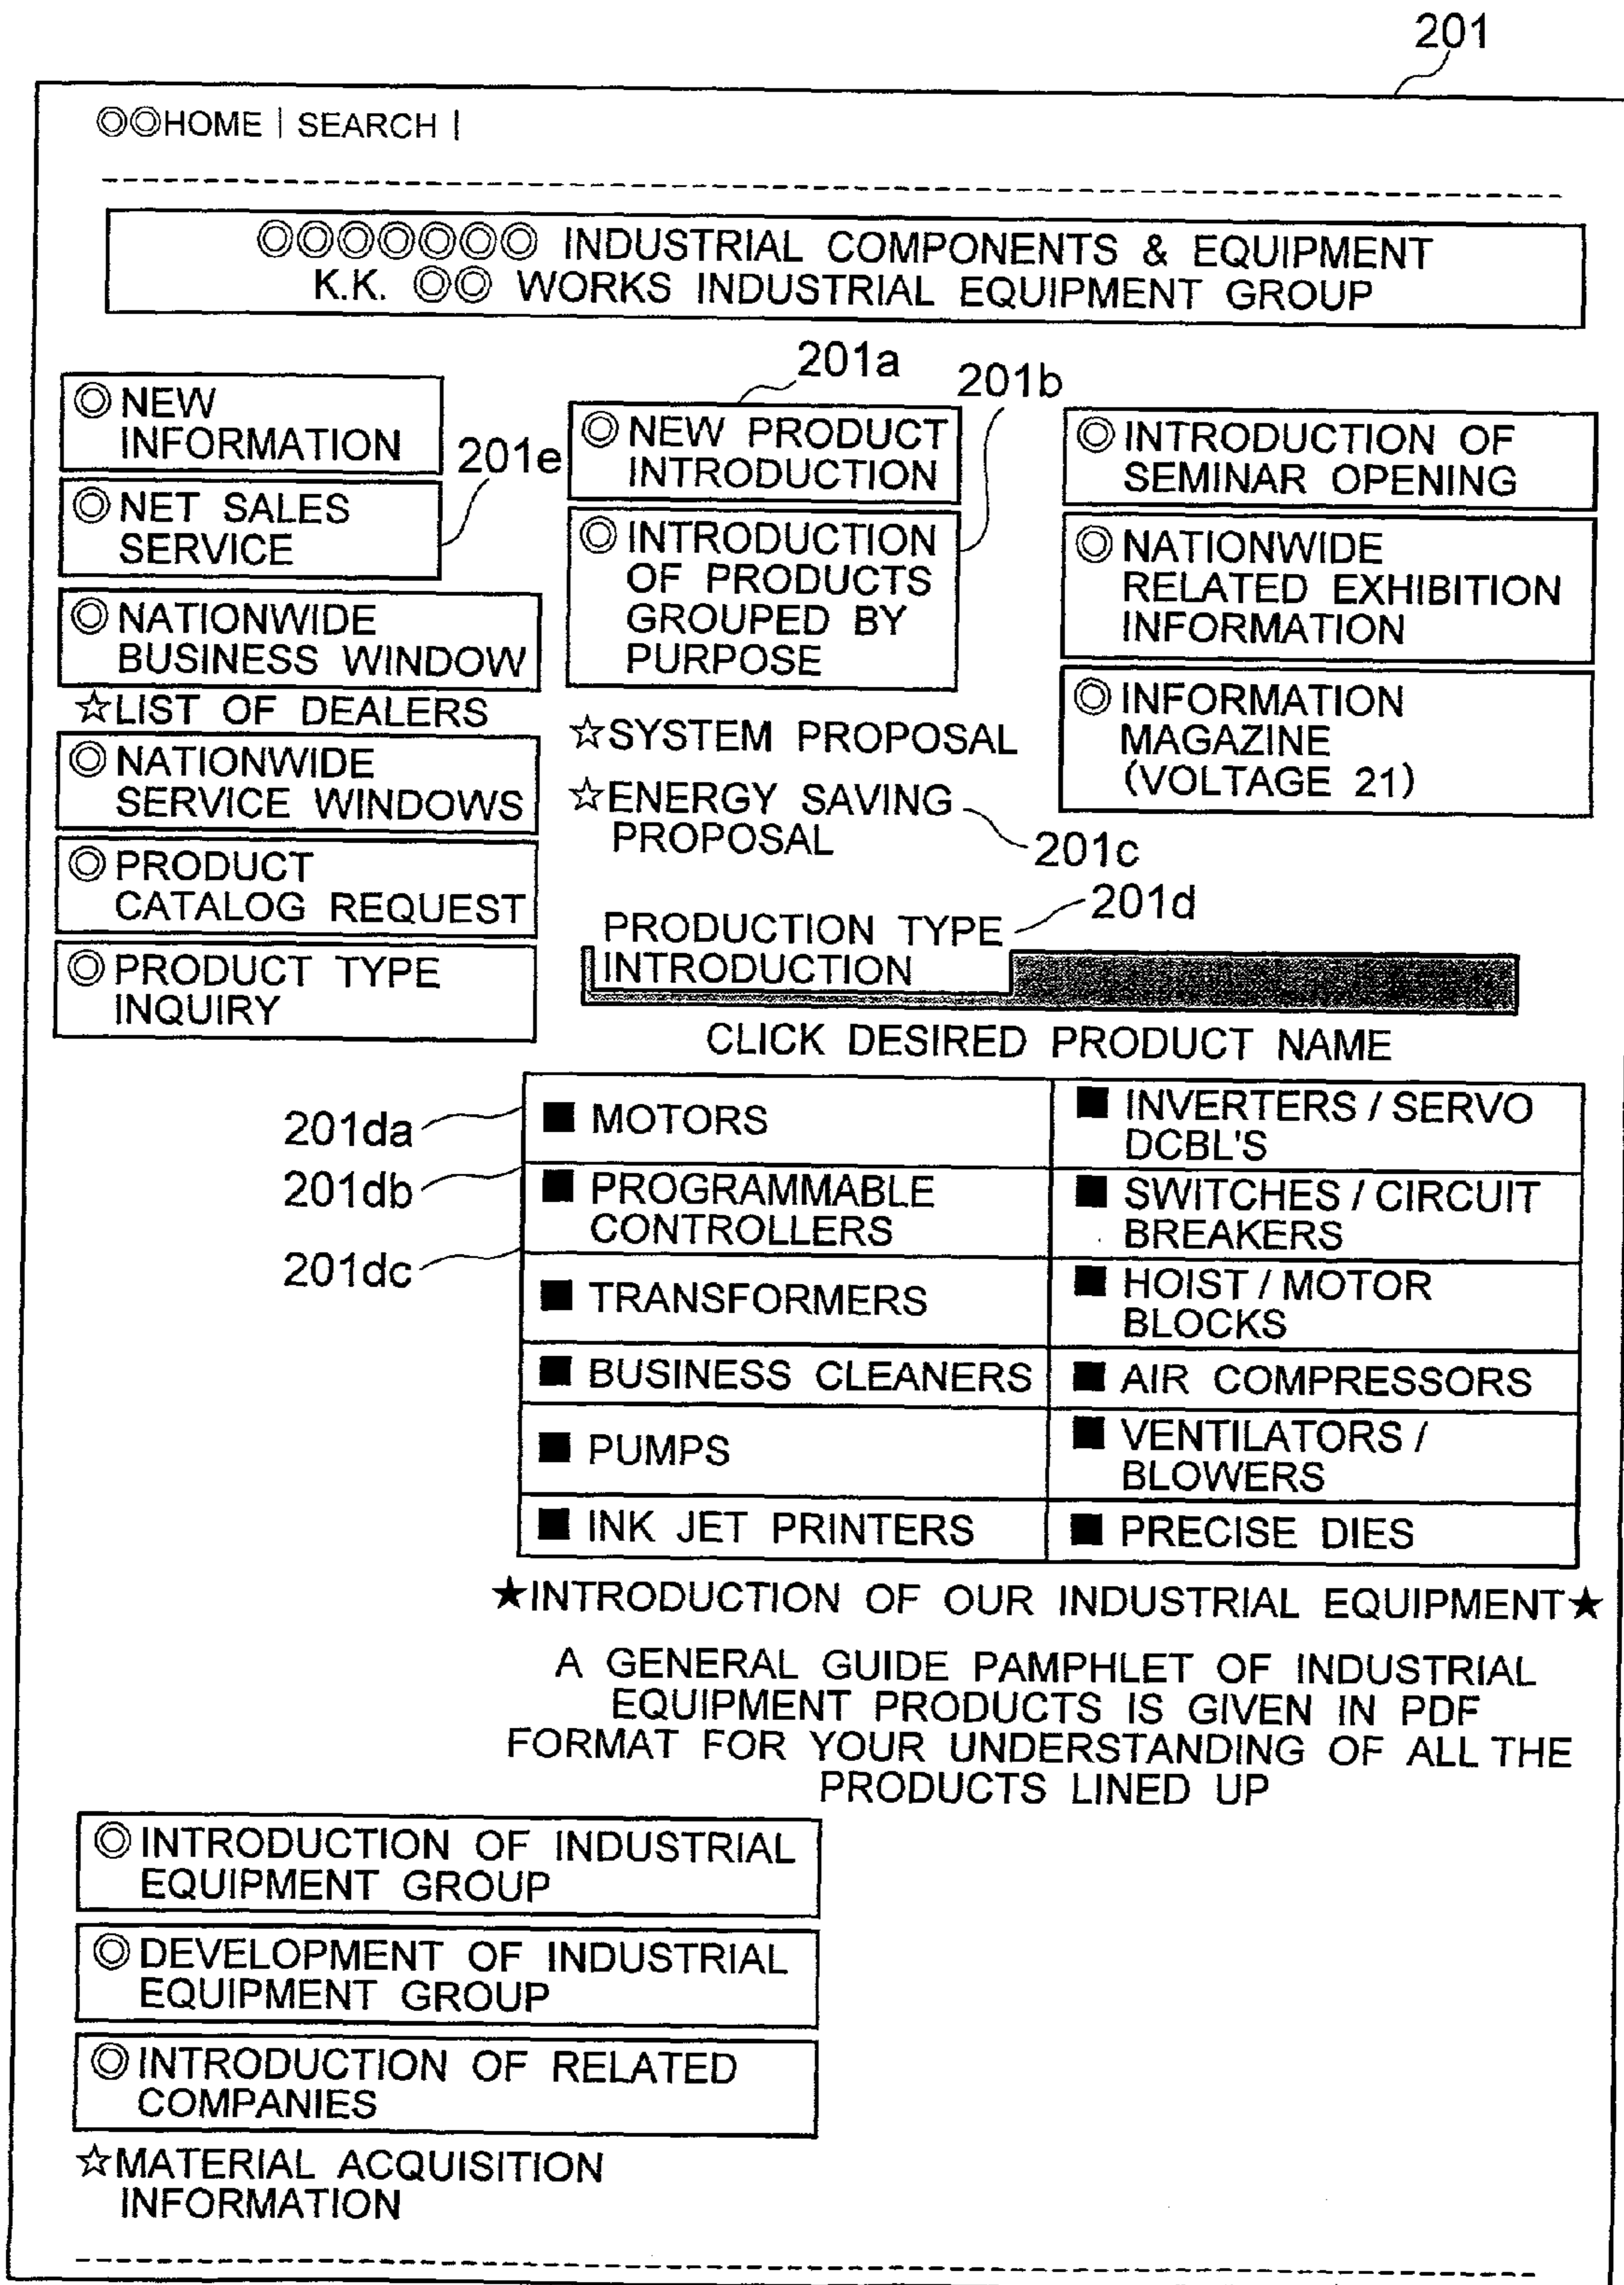 201
◎◎HOME | SEARCH |
◎◎◎◎◎◎◎ INDUSTRIAL COMPONENTS & EQUIPMENT
K.K. ◎◎ WORKS INDUSTRIAL EQUIPMENT GROUP
◎ NEW
INFORMATION
201e
◎ NET SALES
SERVICE
◎ NATIONWIDE
BUSINESS WINDOW
☆LIST OF DEALERS
◎ NATIONWIDE
SERVICE WINDOWS
◎ PRODUCT
CATALOG REQUEST
◎ PRODUCT TYPE
INQUIRY
201a
201b
◎ NEW PRODUCT
INTRODUCTION
◎ INTRODUCTION
OF PRODUCTS
GROUPED BY
PURPOSE
☆SYSTEM PROPOSAL
☆ENERGY SAVING
PROPOSAL
201c
◎ INTRODUCTION OF
SEMINAR OPENING
◎ NATIONWIDE
RELATED EXHIBITION
INFORMATION
◎ INFORMATION
MAGAZINE
(VOLTAGE 21)
201d
PRODUCTION TYPE
INTRODUCTION
CLICK DESIRED PRODUCT NAME
201da
■ MOTORS
■ INVERTERS / SERVO
DCBL'S
201db
■ PROGRAMMABLE
CONTROLLERS
■ SWITCHES / CIRCUIT
BREAKERS
201dc
■ TRANSFORMERS
■ HOIST / MOTOR
BLOCKS
■ BUSINESS CLEANERS
■ AIR COMPRESSORS
■ PUMPS
■ VENTILATORS /
BLOWERS
■ INK JET PRINTERS
■ PRECISE DIES
★INTRODUCTION OF OUR INDUSTRIAL EQUIPMENT★
A GENERAL GUIDE PAMPHLET OF INDUSTRIAL
EQUIPMENT PRODUCTS IS GIVEN IN PDF
FORMAT FOR YOUR UNDERSTANDING OF ALL THE
PRODUCTS LINED UP
◎ INTRODUCTION OF INDUSTRIAL
EQUIPMENT GROUP
◎ DEVELOPMENT OF INDUSTRIAL
EQUIPMENT GROUP
◎ INTRODUCTION OF RELATED
COMPANIES
☆MATERIAL ACQUISITION
INFORMATION